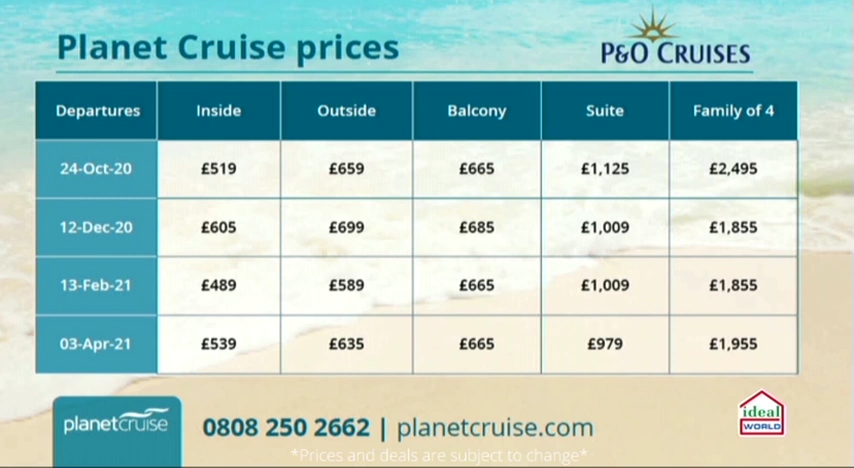 Planet Cruise prices
P&O CRUISES
Departures Inside Outside Balcony Suite Family of 4
24-Oct-20 £519 £659 £665 £1,125 £2,495
12-Dec-20 £605 £699 £685 £1,009 £1,855
13-Feb-21 £489 £589 £665 £1,009 £1,855
03-Apr-21 £539 £635 £665 £979 £1,955
planetcruise 0808 250 2662 | planetcruise.com
ideal
WORLD
*Prices and deals are subject to change*